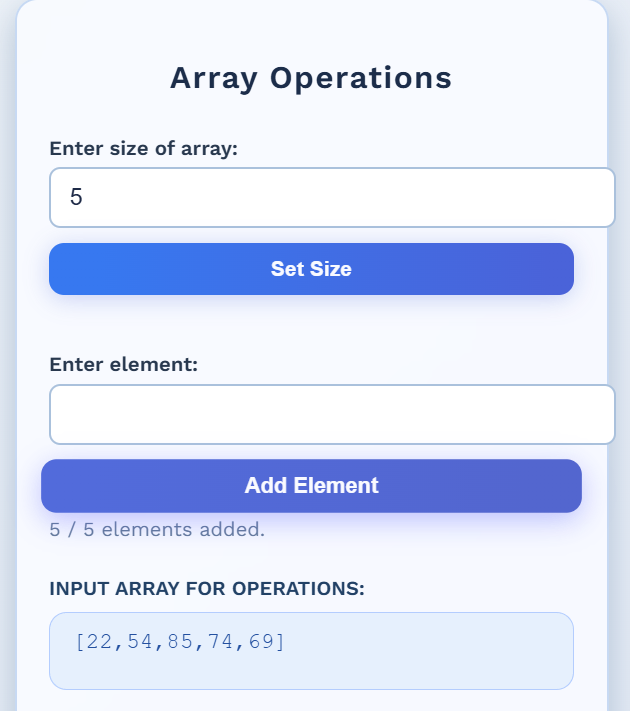 Array Operations
Enter size of array:
5
Set Size
Enter element:
Add Element
5 / 5 elements added.
INPUT ARRAY FOR OPERATIONS:
[22,54,85,74,69]